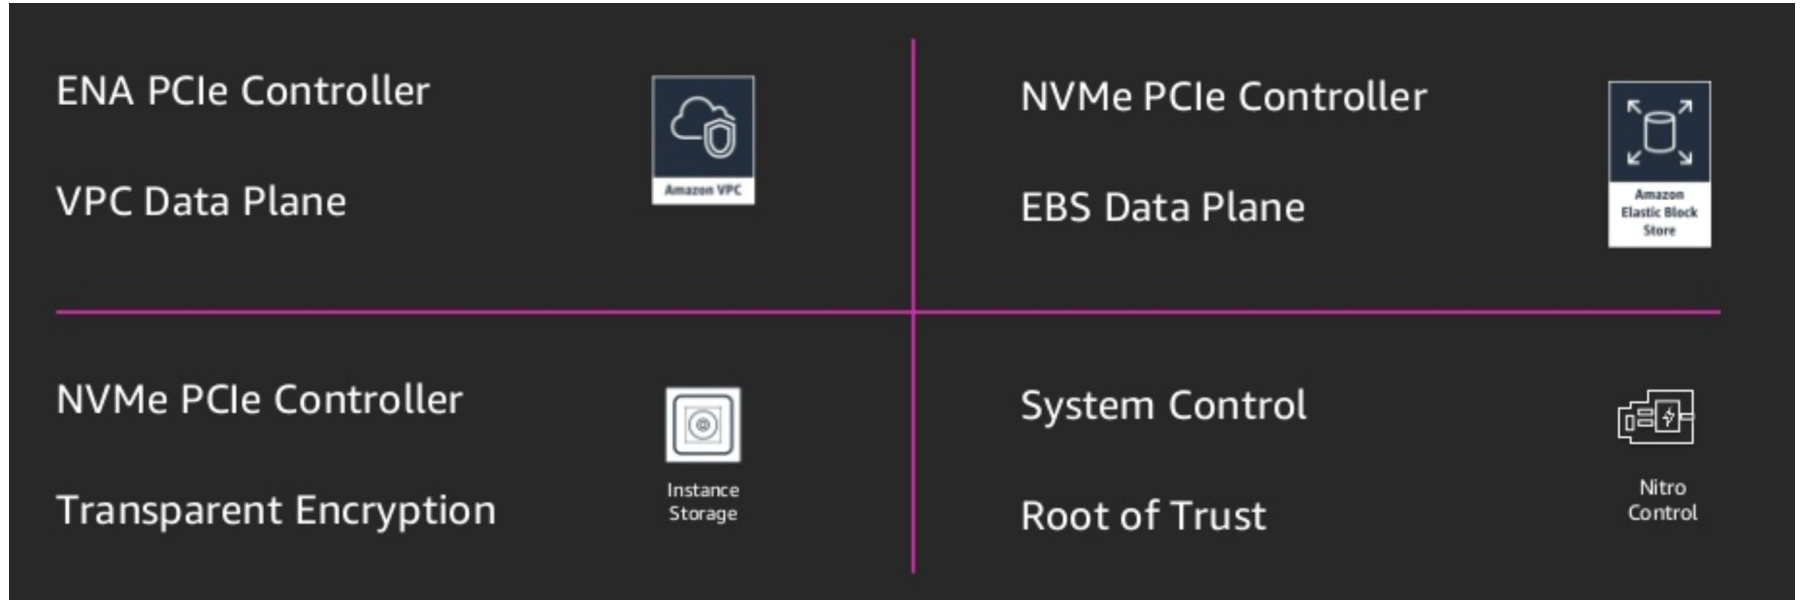 ENA PCIe Controller
VPC Data Plane
Amazon VPC
NVMe PCIe Controller
EBS Data Plane
Amazon
Elastic Block
Store
NVMe PCIe Controller
Transparent Encryption
Instance
Storage
System Control
Root of Trust
Nitro
Control